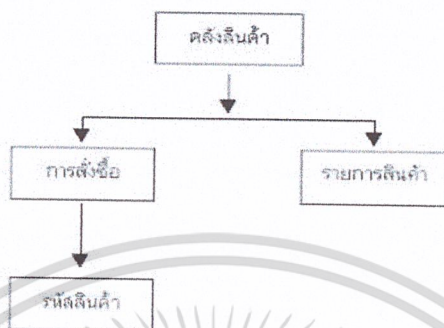 คลังสินค้า
การสั่งซื้อ
รายการสินค้า
รหัสสินค้า